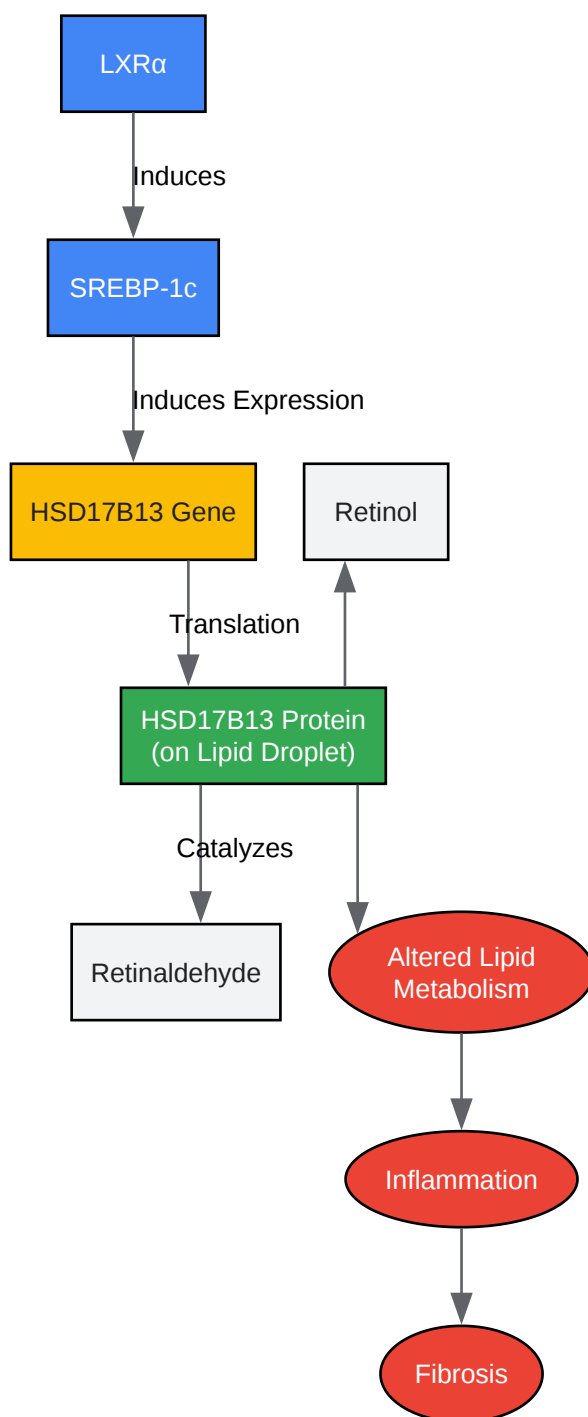 LXRα
Induces
SREBP-1c
Induces Expression
HSD17B13 Gene
Retinol
Translation
HSD17B13 Protein
(on Lipid Droplet)
Catalyzes
Retinaldehyde
Altered Lipid
Metabolism
Inflammation
Fibrosis